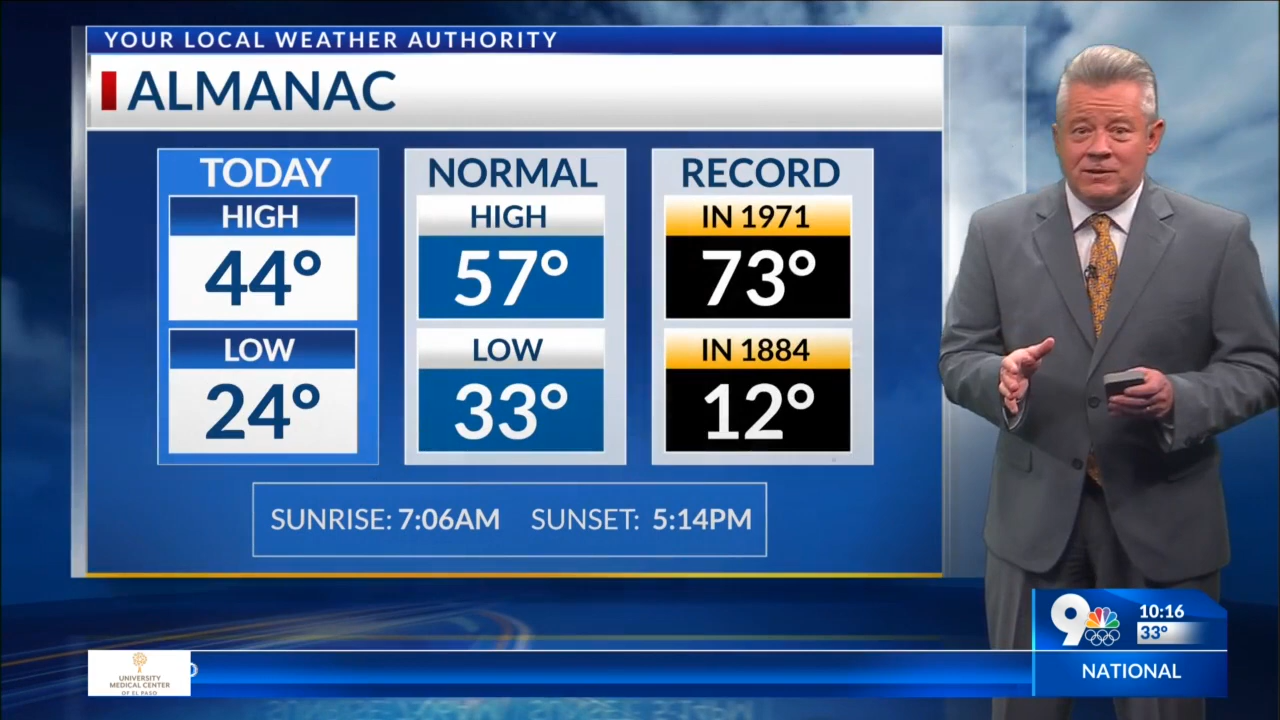 YOUR LOCAL WEATHER AUTHORITY
ALMANAC
TODAY
HIGH
44°
LOW
24°
NORMAL
HIGH
57°
LOW
33°
RECORD
IN 1971
73°
IN 1884
12°
SUNRISE: 7:06AM SUNSET: 5:14PM
9
10:16
33°
NATIONAL
UNIVERSITY
MEDICAL CENTER
OF EL PASO